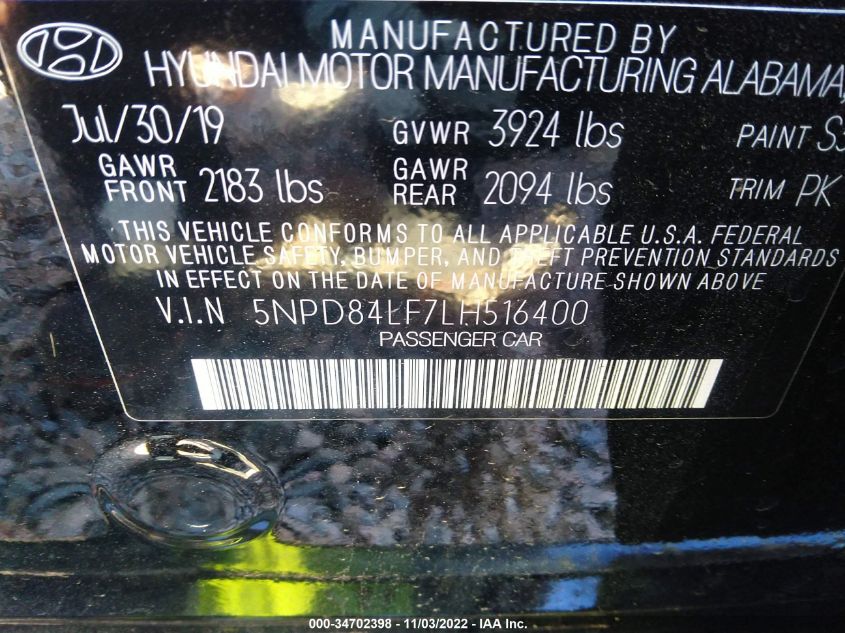 MANUFACTURED BY
HYUNDAI MOTOR MANUFACTURING ALABAMA,
Jul/30/19 GVWR 3924 lbs PAINT S3
GAWR FRONT 2183 lbs GAWR REAR 2094 lbs TRIM PK
THIS VEHICLE CONFORMS TO ALL APPLICABLE U.S.A. FEDERAL
MOTOR VEHICLE SAFETY, BUMPER, AND THEFT PREVENTION STANDARDS
IN EFFECT ON THE DATE OF MANUFACTURE SHOWN ABOVE
V.I.N 5NPD84LF7LH516400
PASSENGER CAR
000-34702398 - 11/03/2022 - IAA Inc.